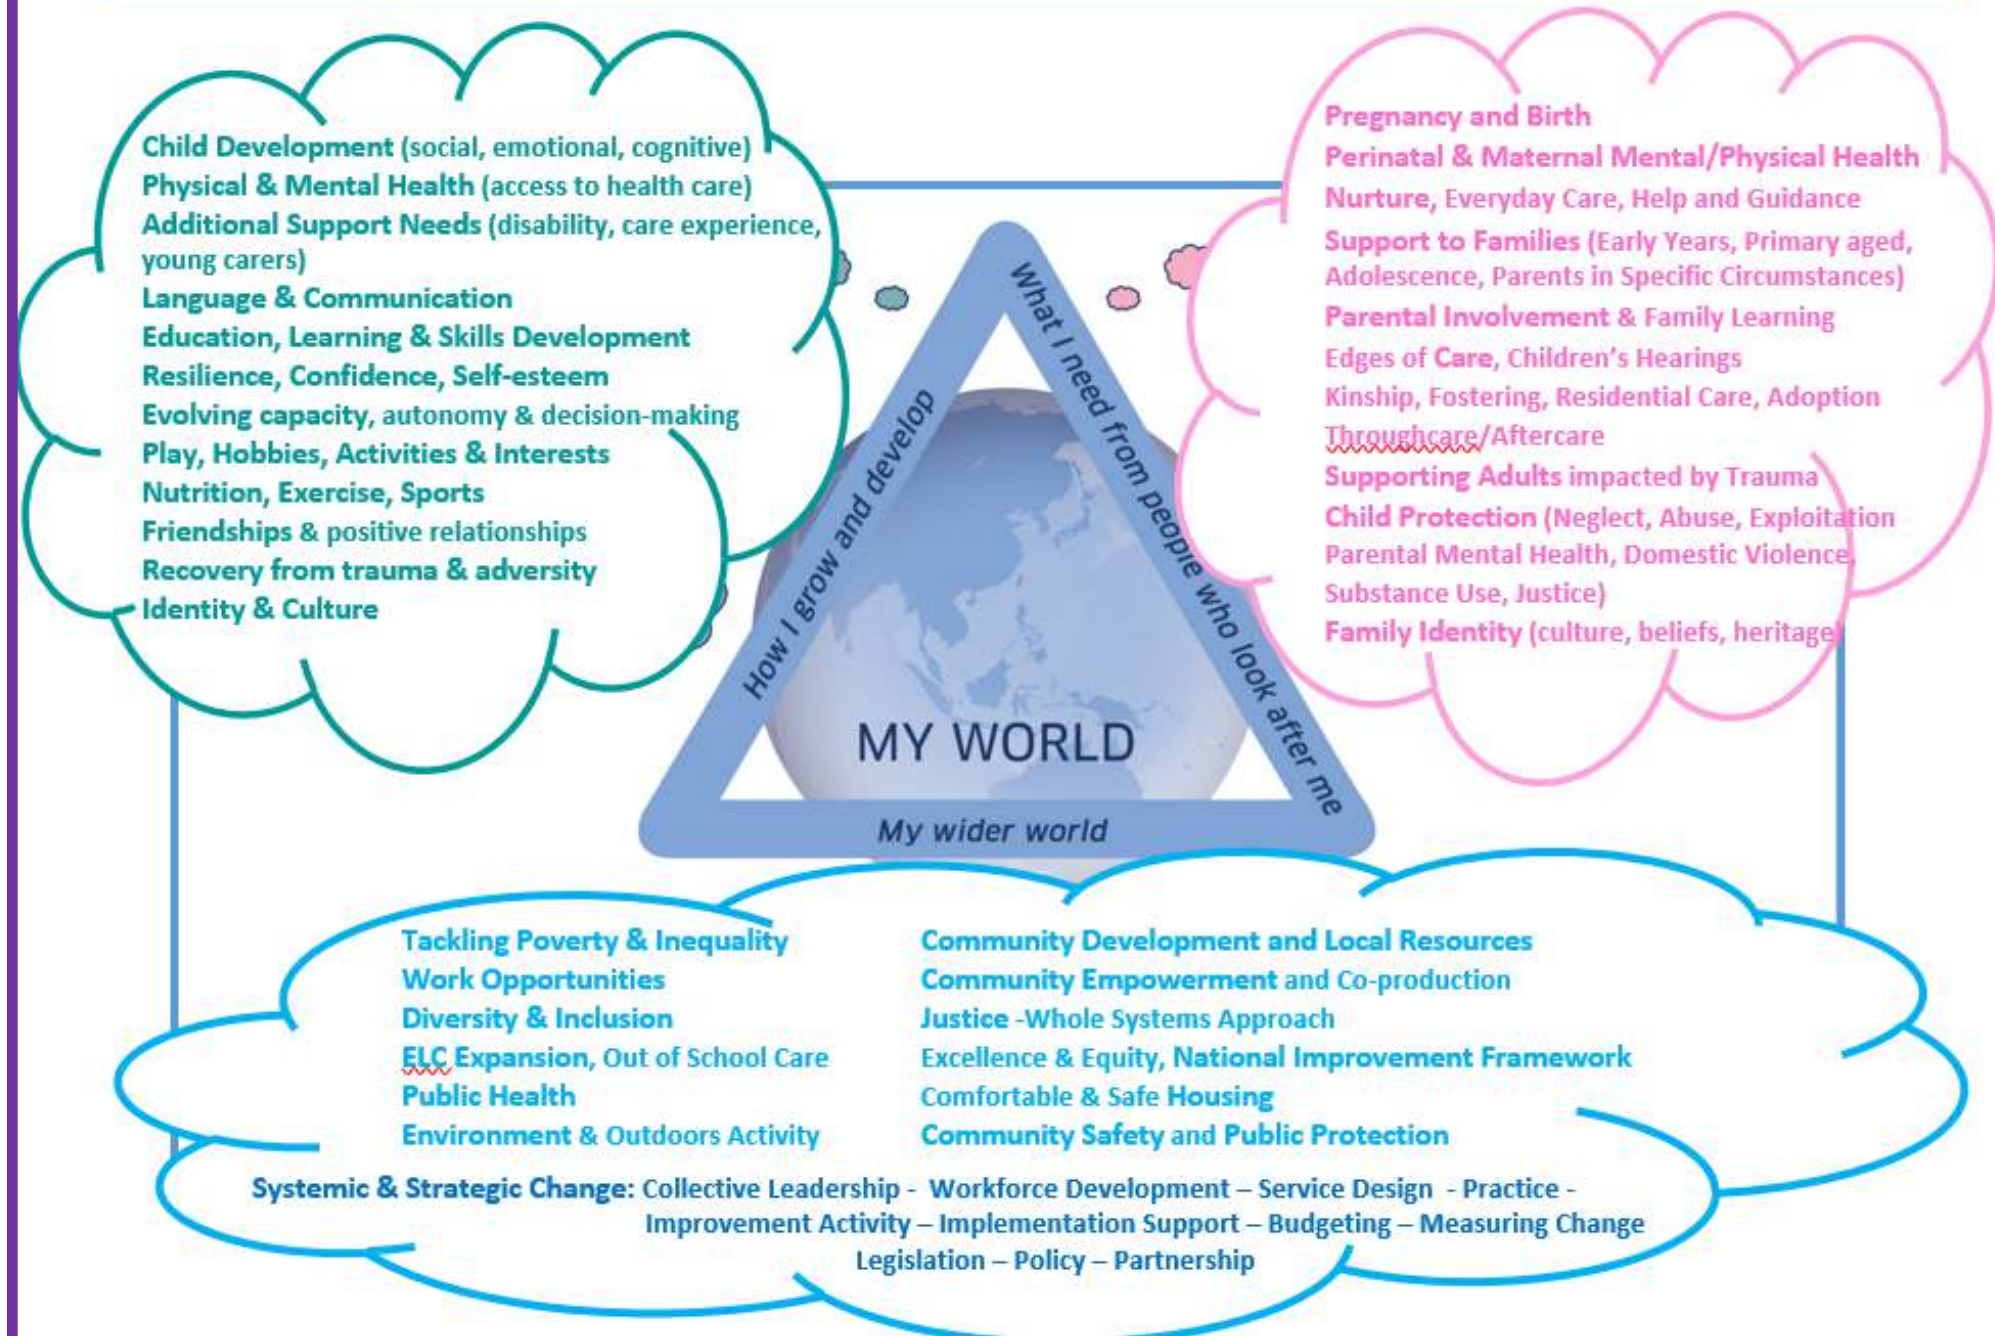 Child Development (social, emotional, cognitive)
Physical & Mental Health (access to health care)
Additional Support Needs (disability, care experience,
young carers)
Language & Communication
Education, Learning & Skills Development
Resilience, Confidence, Self-esteem
Evolving capacity, autonomy & decision-making
Play, Hobbies, Activities & Interests
Nutrition, Exercise, Sports
Friendships & positive relationships
Recovery from trauma & adversity
Identity & Culture
Pregnancy and Birth
Perinatal & Maternal Mental/Physical Health
Nurture, Everyday Care, Help and Guidance
Support to Families (Early Years, Primary aged,
Adolescence, Parents in Specific Circumstances)
Parental Involvement & Family Learning
Edges of Care, Children's Hearings
Kinship, Fostering, Residential Care, Adoption
Throughcare/Aftercare
Supporting Adults impacted by Trauma
Child Protection (Neglect, Abuse, Exploitation
Parental Mental Health, Domestic Violence,
Substance Use, Justice)
Family Identity (culture, beliefs, heritage)
How I grow and develop
What I need from people who look after me
MY WORLD
My wider world
Tackling Poverty & Inequality
Work Opportunities
Diversity & Inclusion
ELC Expansion, Out of School Care
Public Health
Environment & Outdoors Activity
Community Development and Local Resources
Community Empowerment and Co-production
Justice -Whole Systems Approach
Excellence & Equity, National Improvement Framework
Comfortable & Safe Housing
Community Safety and Public Protection
Systemic & Strategic Change: Collective Leadership - Workforce Development – Service Design - Practice -
Improvement Activity – Implementation Support – Budgeting – Measuring Change
Legislation – Policy – Partnership